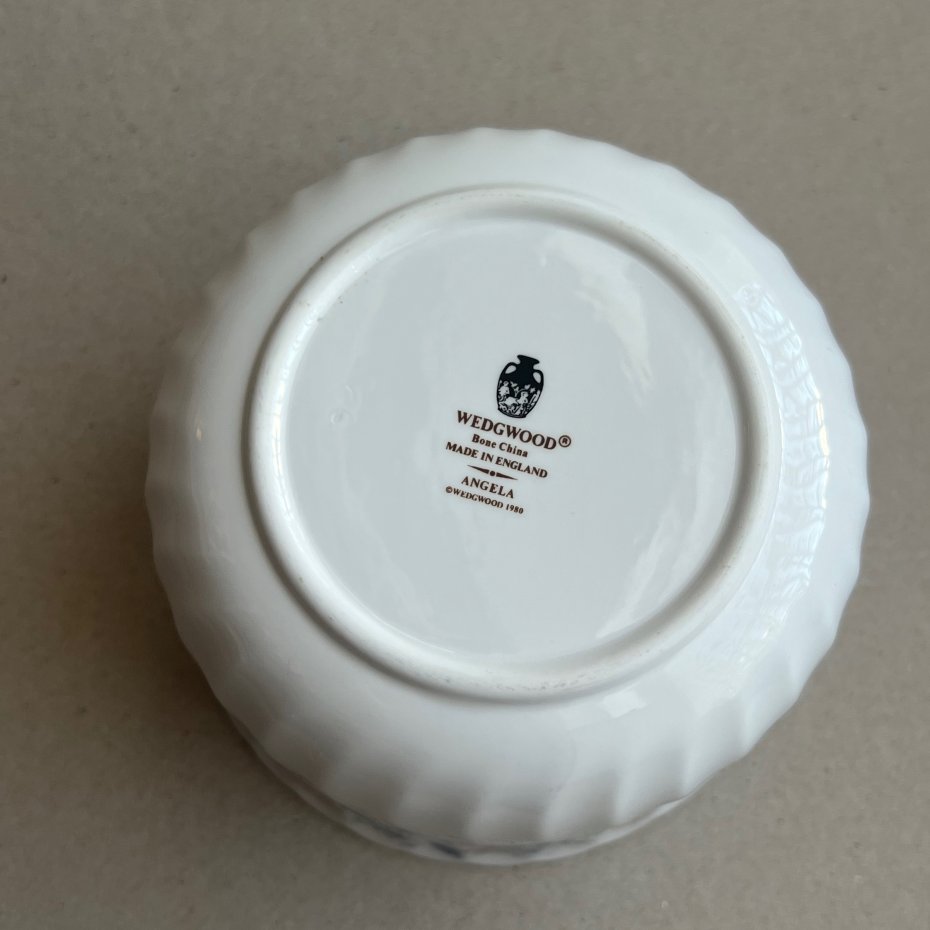 WEDGWOOD®
Bone China
MADE IN ENGLAND
ANGELA
©WEDGWOOD 1980